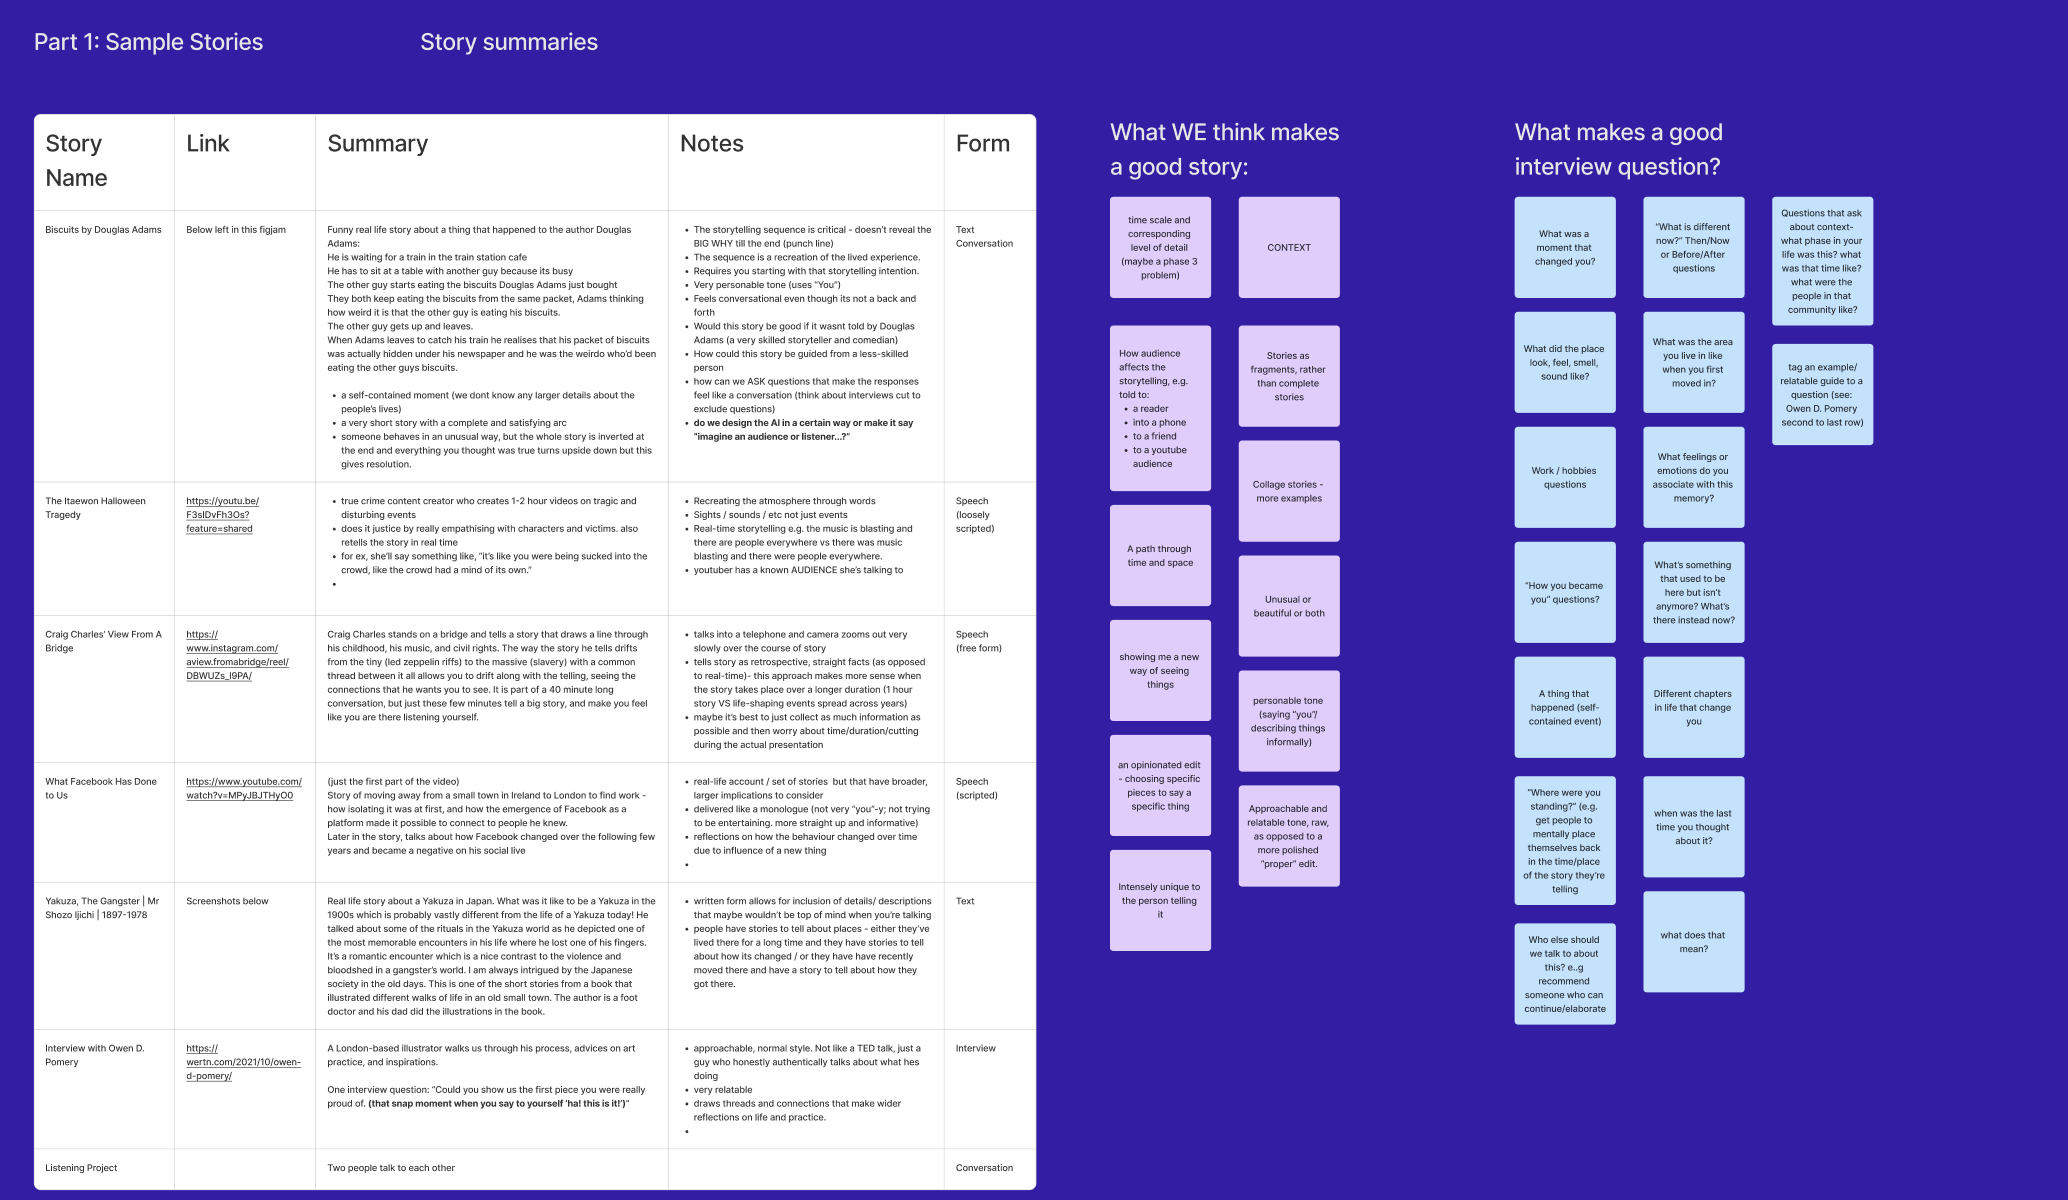 Part 1: Sample Stories
Story summaries
Story
Name
Link
Summary
Notes
Form
Biscuits by Douglas Adams
Below left in this figjam
Funny real life story about a thing that happened to the author Douglas
Adams:
He is waiting for a train in the train station cafe
He has to sit at a table with another guy because its busy
The other guy starts eating the biscuits Douglas Adams just bought
They both keep eating the biscuits from the same packet, Adams thinking
how weird it is that the other guy is eating his biscuits.
The other guy gets up and leaves.
When Adams leaves to catch his train he realises that his packet of biscuits
was actually hidden under his newspaper and he was the weirdo who'd been
eating the other guys biscuits.
• a self-contained moment (we dont know any larger details about the
people's lives)
• a very short story with a complete and satisfying arc
• someone behaves in an unusual way, but the whole story is inverted at
the end and everything you thought was true turns upside down but this
gives resolution.
• The storytelling sequence is critical - doesn't reveal the
BIG WHY till the end (punch line)
• The sequence is a recreation of the lived experience.
• Requires you starting with that storytelling intention.
• Very personable tone (uses "You")
• Feels conversational even though its not a back and
forth
• Would this story be good if it wasnt told by Douglas
Adams (a very skilled storyteller and comedian)
• How could this story be guided from a less-skilled
person
• how can we ASK questions that make the responses
feel like a conversation (think about interviews cut to
exclude questions)
• do we design the AI in a certain way or make it say
"imagine an audience or listener...?"
Text
Conversation
The Itaewon Halloween
Tragedy
https://youtu.be/
F3sIDvFh3Os?
feature=shared
• true crime content creator who creates 1-2 hour videos on tragic and
disturbing events
• does it justice by really empathising with characters and victims. also
retells the story in real time
• for ex, she'll say something like, "it's like you were being sucked into the
crowd, like the crowd had a mind of its own."
•
• Recreating the atmosphere through words
• Sights / sounds / etc not just events
• Real-time storytelling e.g. the music is blasting and
there are people everywhere vs there was music
blasting and there were people everywhere.
• youtuber has a known AUDIENCE she's talking to
Speech
(loosely
scripted)
Craig Charles' View From A
Bridge
https://
www.instagram.com/
aview.fromabridge/reel/
DBWUZs_I9PA/
Craig Charles stands on a bridge and tells a story that draws a line through
his childhood, his music, and civil rights. The way the story he tells drifts
from the tiny (led zeppelin riffs) to the massive (slavery) with a common
thread between it all allows you to drift along with the telling, seeing the
connections that he wants you to see. It is part of a 40 minute long
conversation, but just these few minutes tell a big story, and make you feel
like you are there listening yourself.
• talks into a telephone and camera zooms out very
slowly over the course of story
• tells story as retrospective, straight facts (as opposed
to real-time)- this approach makes more sense when
the story takes place over a longer duration (1 hour
story VS life-shaping events spread across years)
• maybe it's best to just collect as much information as
possible and then worry about time/duration/cutting
during the actual presentation
Speech
(free form)
What Facebook Has Done
to Us
https://www.youtube.com/
watch?v=MPyJBJTHyO0
(just the first part of the video)
Story of moving away from a small town in Ireland to London to find work -
how isolating it was at first, and how the emergence of Facebook as a
platform made it possible to connect to people he knew.
Later in the story, talks about how Facebook changed over the following few
years and became a negative on his social live
• real-life account / set of stories  but that have broader,
larger implications to consider
• delivered like a monologue (not very "you"-y; not trying
to be entertaining. more straight up and informative)
• reflections on how the behaviour changed over time
due to influence of a new thing
•
Speech
(scripted)
Yakuza, The Gangster | Mr
Shozo Ijichi | 1897-1978
Screenshots below
Real life story about a Yakuza in Japan. What was it like to be a Yakuza in the
1900s which is probably vastly different from the life of a Yakuza today! He
talked about some of the rituals in the Yakuza world as he depicted one of
the most memorable encounters in his life where he lost one of his fingers.
It's a romantic encounter which is a nice contrast to the violence and
bloodshed in a gangster's world. I am always intrigued by the Japanese
society in the old days. This is one of the short stories from a book that
illustrated different walks of life in an old small town. The author is a foot
doctor and his dad did the illustrations in the book.
• written form allows for inclusion of details/ descriptions
that maybe wouldn't be top of mind when you're talking
• people have stories to tell about places - either they've
lived there for a long time and they have stories to tell
about how its changed / or they have have recently
moved there and have a story to tell about how they
got there.
Text
Interview with Owen D.
Pomery
https://
wertn.com/2021/10/owen-
d-pomery/
A London-based illustrator walks us through his process, advices on art
practice, and inspirations.
One interview question: "Could you show us the first piece you were really
proud of. (that snap moment when you say to yourself 'ha! this is it!')"
• approachable, normal style. Not like a TED talk, just a
guy who honestly authentically talks about what hes
doing
• very relatable
• draws threads and connections that make wider
reflections on life and practice.
•
Interview
Listening Project
Two people talk to each other
Conversation
What WE think makes
a good story:
time scale and
corresponding
level of detail
(maybe a phase 3
problem)
CONTEXT
How audience
affects the
storytelling, e.g.
told to:
• a reader
• into a phone
• to a friend
• to a youtube
audience
Stories as
fragments, rather
than complete
stories
Collage stories -
more examples
A path through
time and space
Unusual or
beautiful or both
showing me a new
way of seeing
things
personable tone
(saying "you"/
describing things
informally)
an opinionated edit
- choosing specific
pieces to say a
specific thing
Approachable and
relatable tone, raw,
as opposed to a
more polished
"proper" edit.
Intensely unique to
the person telling
it
What makes a good
interview question?
What was a
moment that
changed you?
"What is different
now?" Then/Now
or Before/After
questions
Questions that ask
about context-
what phase in your
life was this? what
was that time like?
what were the
people in that
community like?
What did the place
look, feel, smell,
sound like?
What was the area
you live in like
when you first
moved in?
tag an example/
relatable guide to a
question (see:
Owen D. Pomery
second to last row)
Work / hobbies
questions
What feelings or
emotions do you
associate with this
memory?
"How you became
you" questions?
What's something
that used to be
here but isn't
anymore? What's
there instead now?
A thing that
happened (self-
contained event)
Different chapters
in life that change
you
"Where were you
standing?" (e.g.
get people to
mentally place
themselves back
in the time/place
of the story they're
telling
when was the last
time you thought
about it?
what does that
mean?
Who else should
we talk to about
this? e..g
recommend
someone who can
continue/elaborate